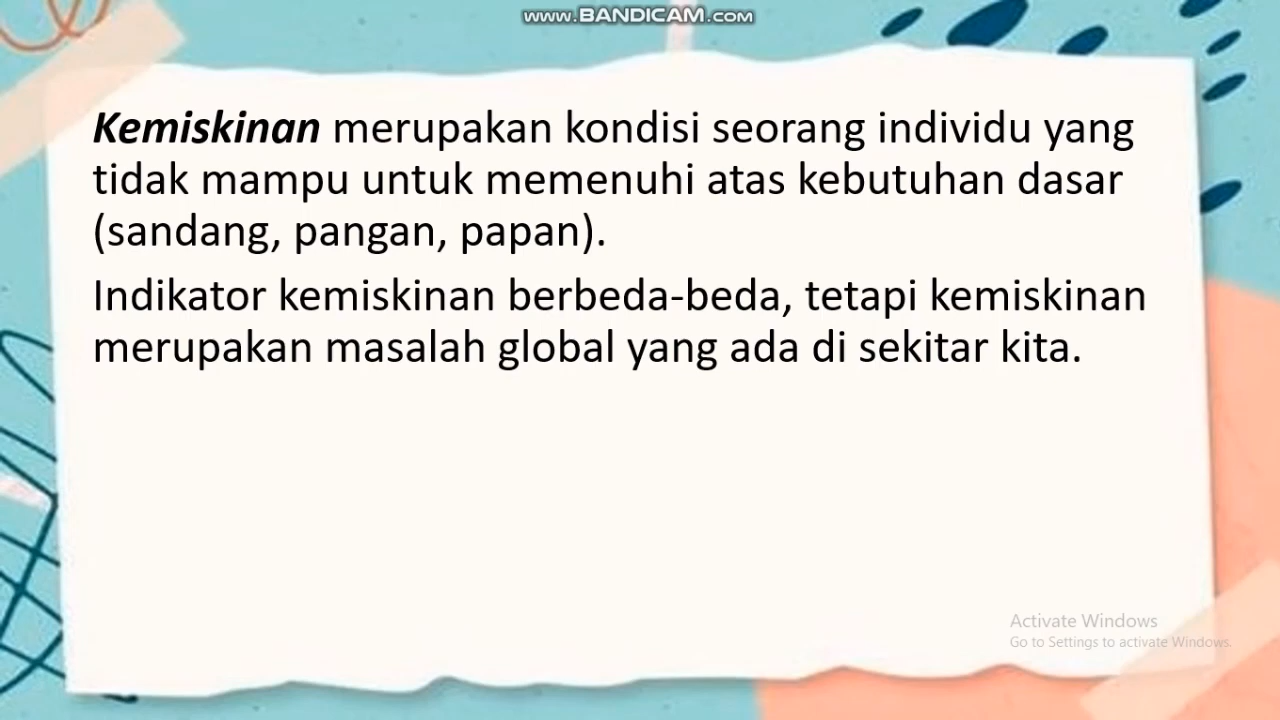 www.BANDICAM.com
Kemiskinan merupakan kondisi seorang individu yang
tidak mampu untuk memenuhi atas kebutuhan dasar
(sandang, pangan, papan).
Indikator kemiskinan berbeda-beda, tetapi kemiskinan
merupakan masalah global yang ada di sekitar kita.
Activate Windows
Go to Settings to activate Windows.